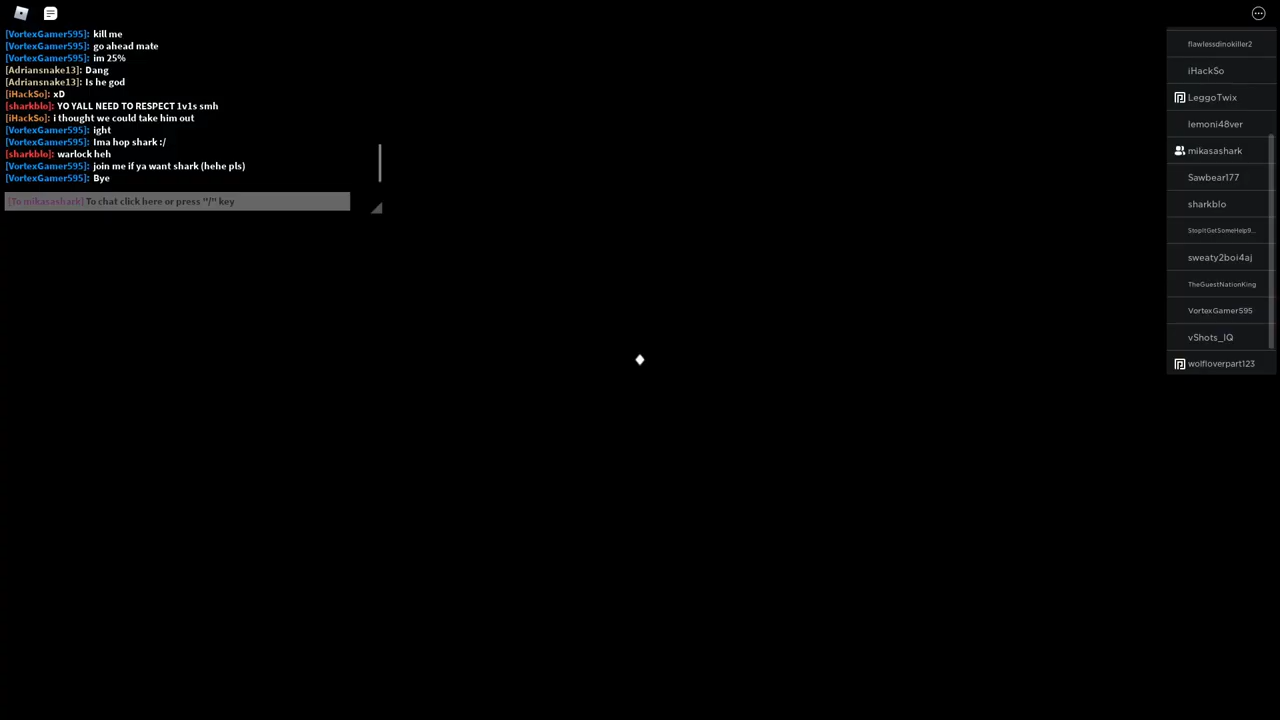 [VortexGamer595]: kill me
[VortexGamer595]: go ahead mate
[VortexGamer595]: im 25%
[Adriansnake13]: Dang
[Adriansnake13]: Is he god
[iHackSo]: xD
[sharkblo]: YO YALL NEED TO RESPECT 1v1s smh
[iHackSo]: i thought we could take him out
[VortexGamer595]: ight
[VortexGamer595]: Ima hop shark :/
[sharkblo]: warlock heh
[VortexGamer595]: join me if ya want shark (hehe pls)
[VortexGamer595]: Bye
[To mikasashark] To chat click here or press "/" key
flawlessdinokiller2
iHackSo
LeggoTwix
lemoni48ver
mikasashark
Sawbear177
sharkblo
StopItGetSomeHelp9...
sweaty2boi4aj
TheGuestNationKing
VortexGamer595
vShots_IQ
wolfloverpart123